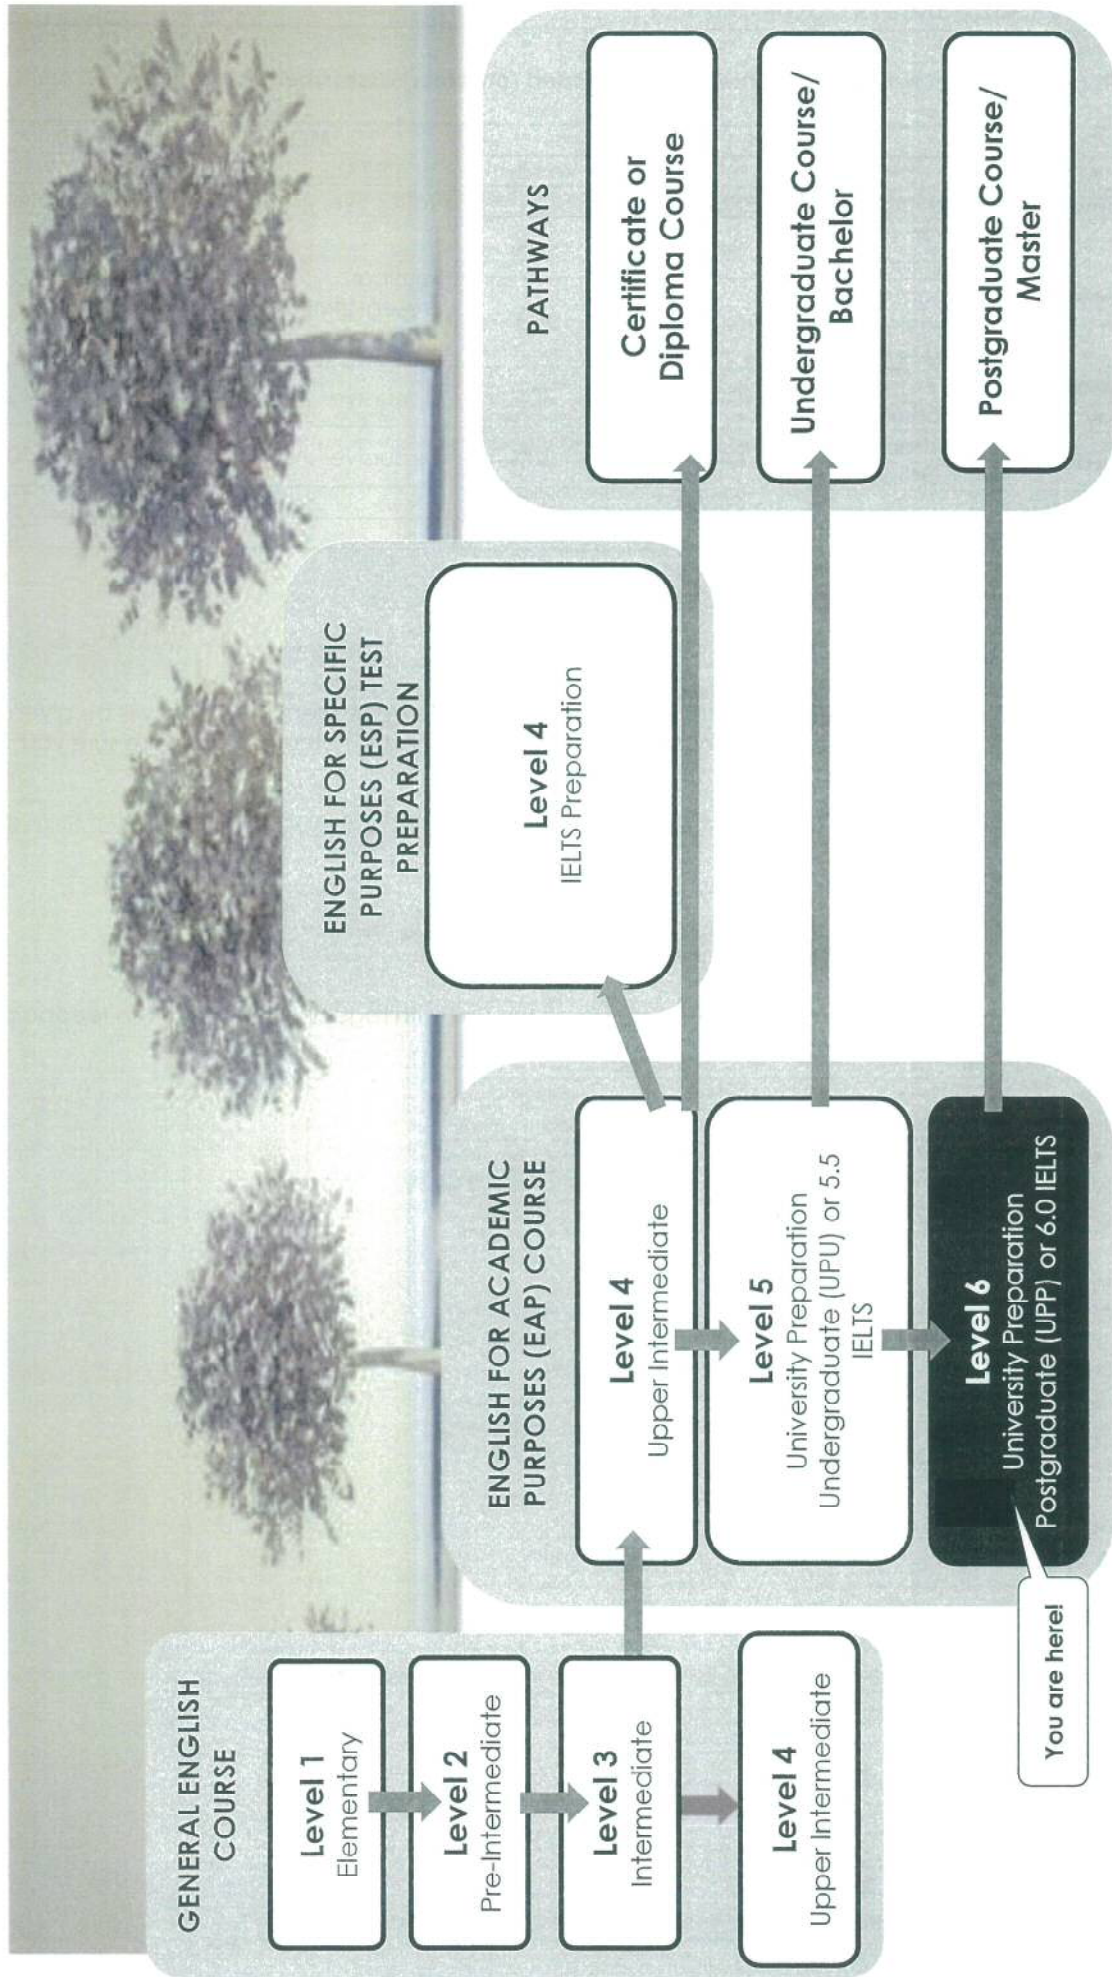 GENERAL ENGLISH
COURSE
Level 1
Elementary
Level 2
Pre-Intermediate
Level 3
Intermediate
Level 4
Upper Intermediate
ENGLISH FOR ACADEMIC
PURPOSES (EAP) COURSE
Level 4
Upper Intermediate
Level 5
University Preparation
Undergraduate (UPU) or 5.5
IELTS
Level 6
University Preparation
Postgraduate (UPP) or 6.0 IELTS
You are here!
ENGLISH FOR SPECIFIC
PURPOSES (ESP) TEST
PREPARATION
Level 4
IELTS Preparation
PATHWAYS
Certificate or
Diploma Course
Undergraduate Course/
Bachelor
Postgraduate Course/
Master